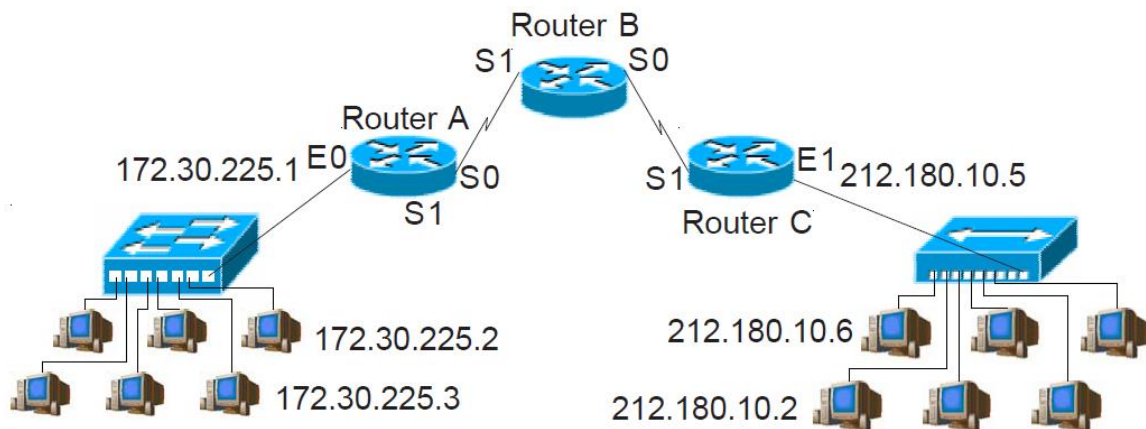 Router B
S1
S0
Router A
172.30.225.1
E0
S0
S1
S1
E1
212.180.10.5
Router C
172.30.225.2
172.30.225.3
212.180.10.6
212.180.10.2